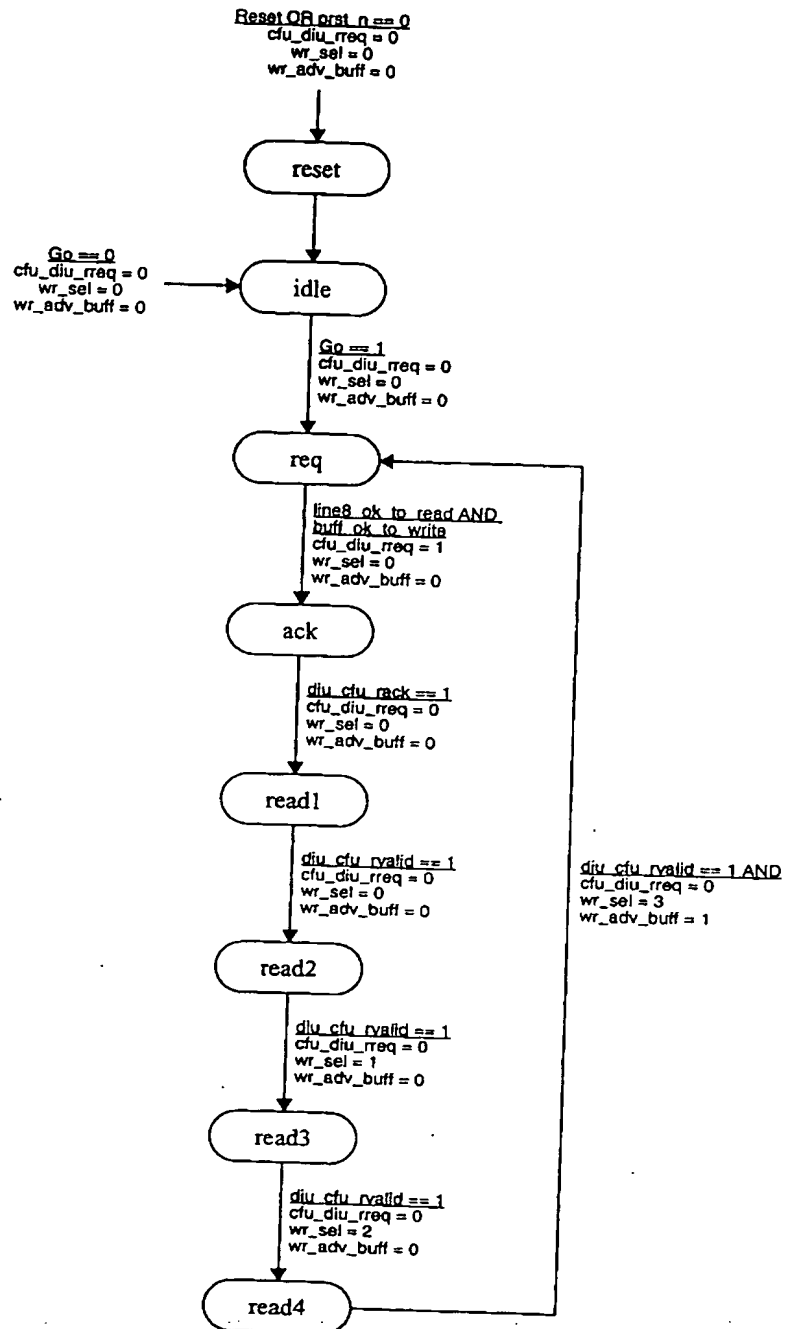 Reset OR prst_n == 0
cfu_diu_rreq = 0
wr_sel = 0
wr_adv_buff = 0
reset
Go == 0
cfu_diu_rreq = 0
wr_sel = 0
wr_adv_buff = 0
idle
Go == 1
cfu_diu_rreq = 0
wr_sel = 0
wr_adv_buff = 0
req
line8_ok_to_read AND
buff_ok_to_write
cfu_diu_rreq = 1
wr_sel = 0
wr_adv_buff = 0
ack
diu_cfu_rack == 1
cfu_diu_rreq = 0
wr_sel = 0
wr_adv_buff = 0
read1
diu_cfu_rvalid == 1
cfu_diu_rreq = 0
wr_sel = 0
wr_adv_buff = 0
diu_cfu_rvalid == 1 AND
cfu_diu_rreq = 0
wr_sel = 3
wr_adv_buff = 1
read2
diu_cfu_rvalid == 1
cfu_diu_rreq = 0
wr_sel = 1
wr_adv_buff = 0
read3
diu_cfu_rvalid == 1
cfu_diu_rreq = 0
wr_sel = 2
wr_adv_buff = 0
read4